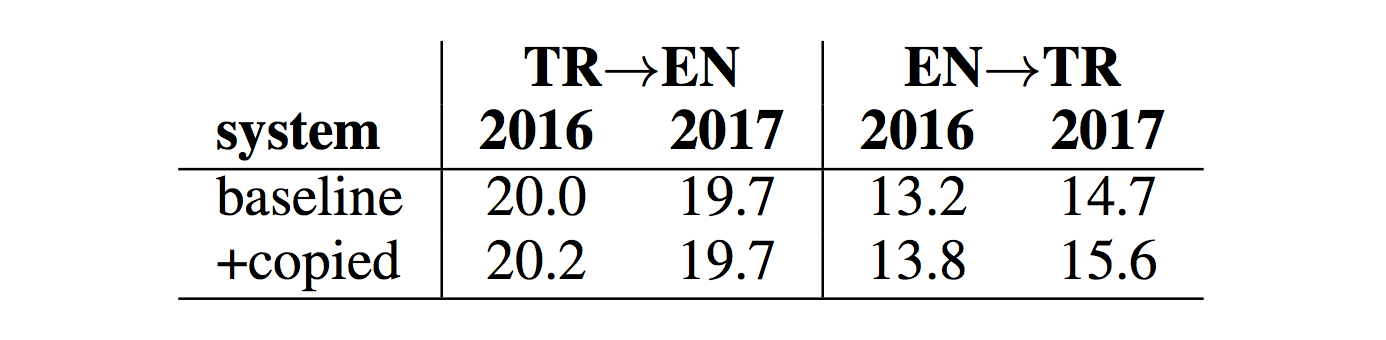 TR→EN EN→TR
system 2016 2017 2016 2017
baseline 20.0 19.7 13.2 14.7
+copied 20.2 19.7 13.8 15.6